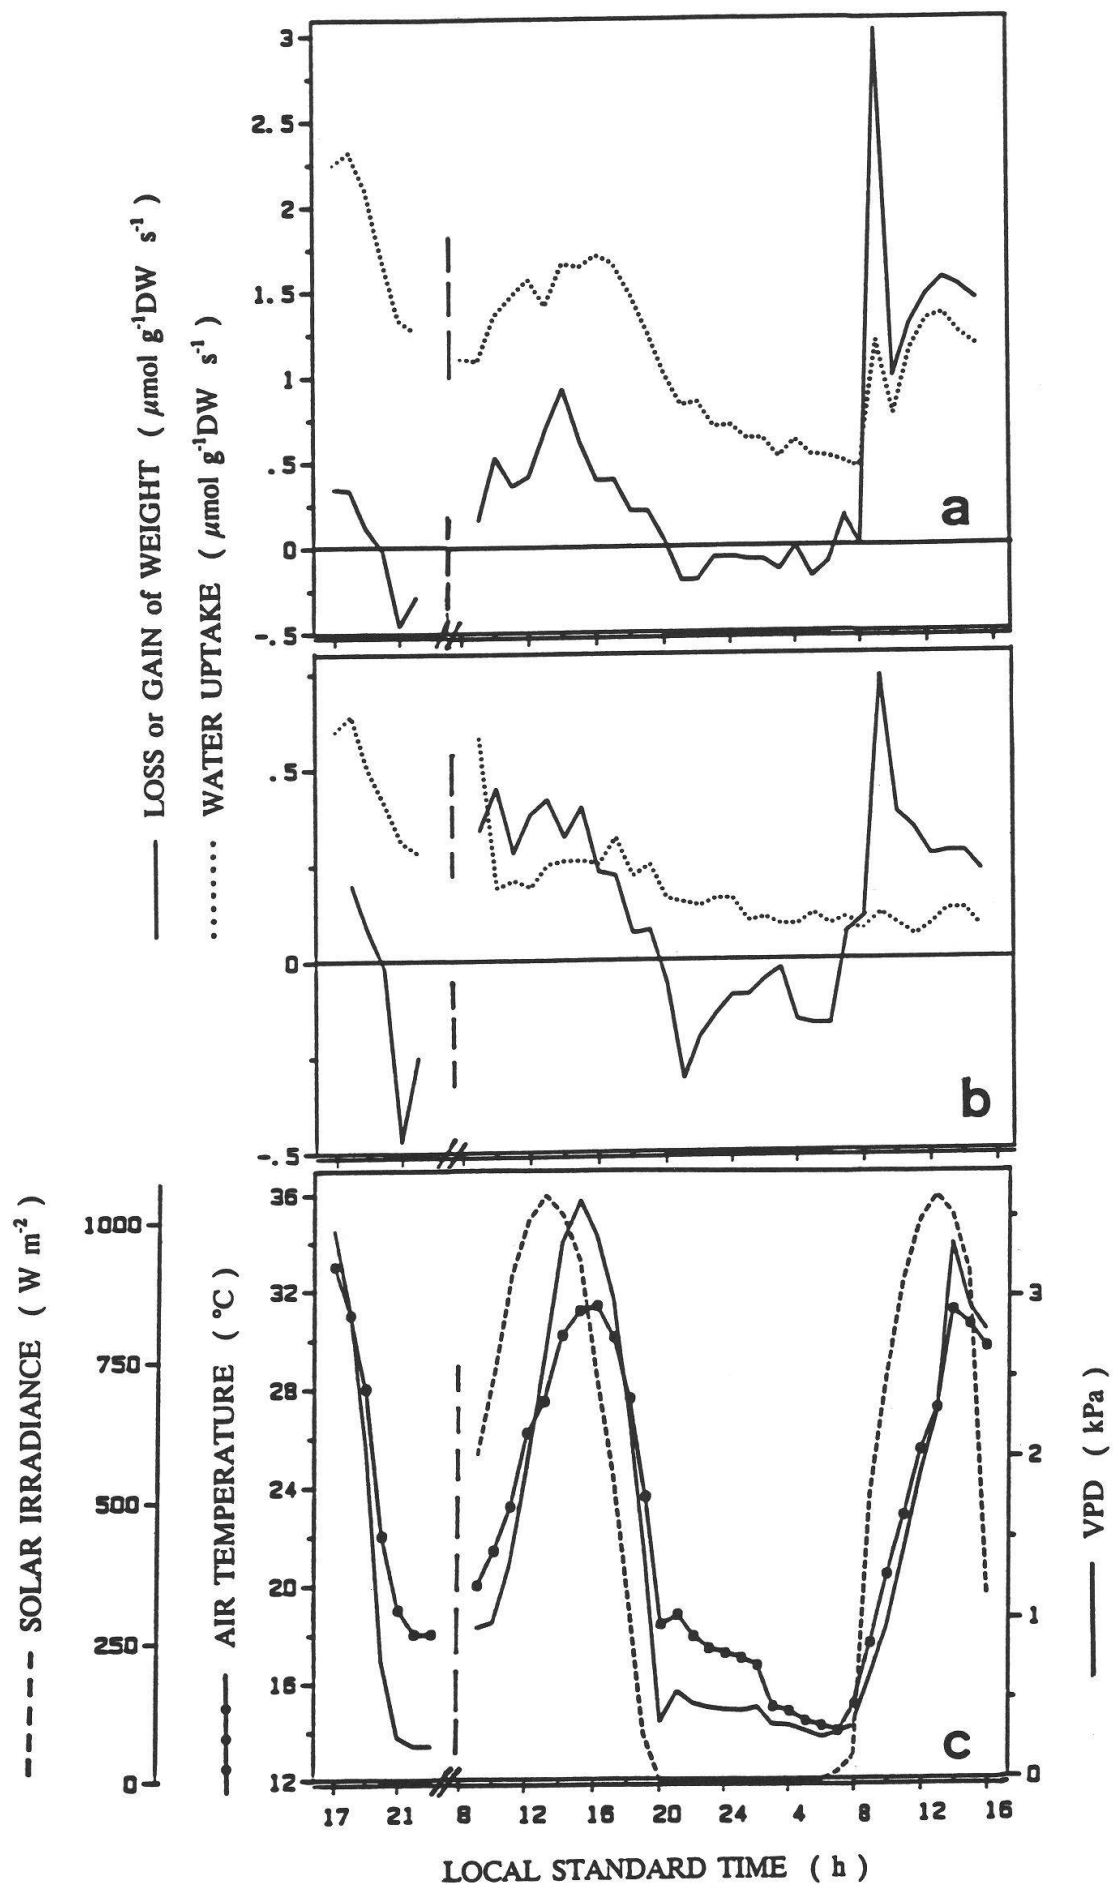 LOSS or GAIN of WEIGHT ( μmol g-1DW s-1 )
WATER UPTAKE ( μmol g-1DW s-1 )
3
2.5
2
1.5
1
.5
0
-.5
a
.5
0
-.5
b
SOLAR IRRADIANCE ( W m-2 )
1000
750
500
250
0
AIR TEMPERATURE ( °C )
36
32
28
24
20
16
12
3
2
1
0
VPD ( kPa )
c
17 21 8 12 16 20 24 4 8 12 16
LOCAL STANDARD TIME ( h )